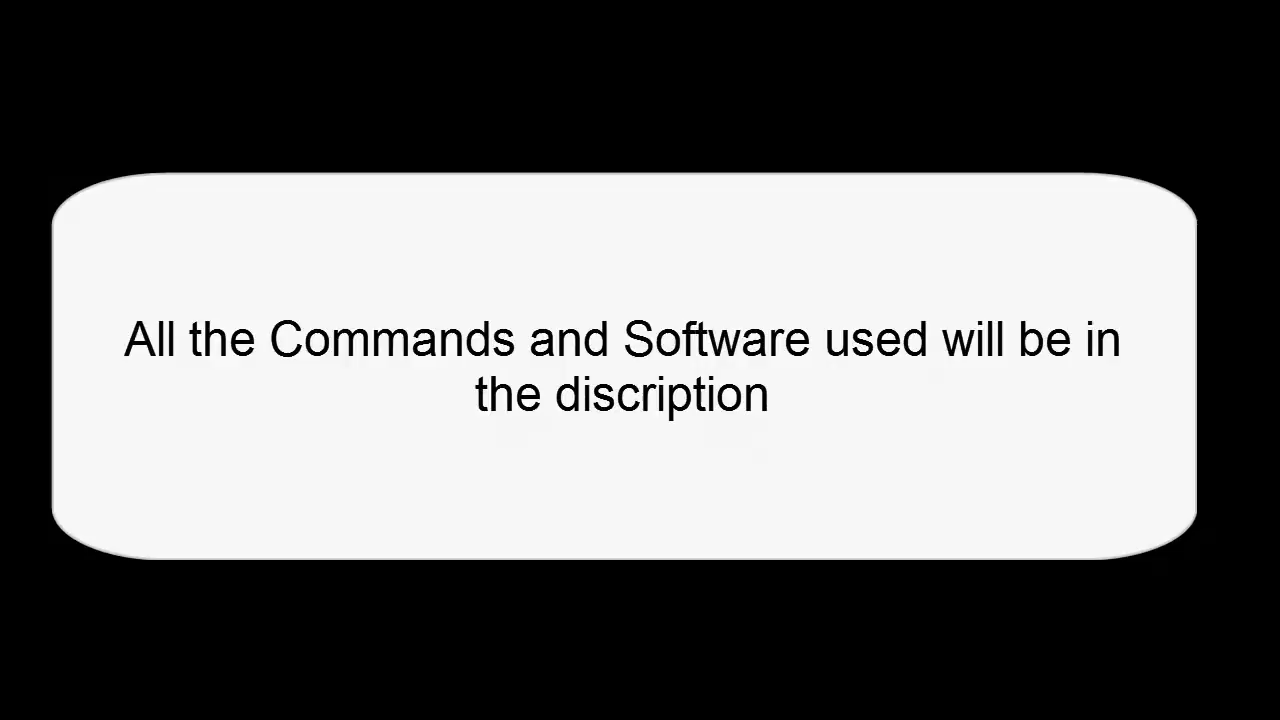 All the Commands and Software used will be in
the discription